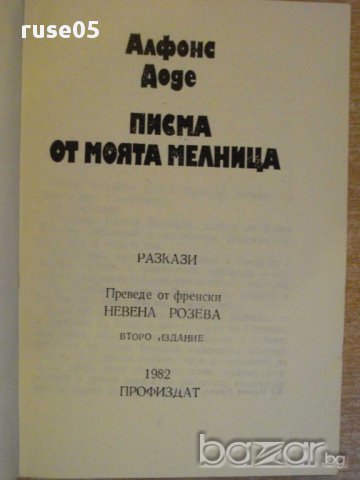 ruse05
Алфонс
Доде
ПИСМА
ОТ МОЯТА МЕЛНИЦА
РАЗКАЗИ
Преведе от френски
НЕВЕНА РОЗЕВА
ВТОРО ИЗДАНИЕ
1982
ПРОФИЗДАТ
bazar.bg